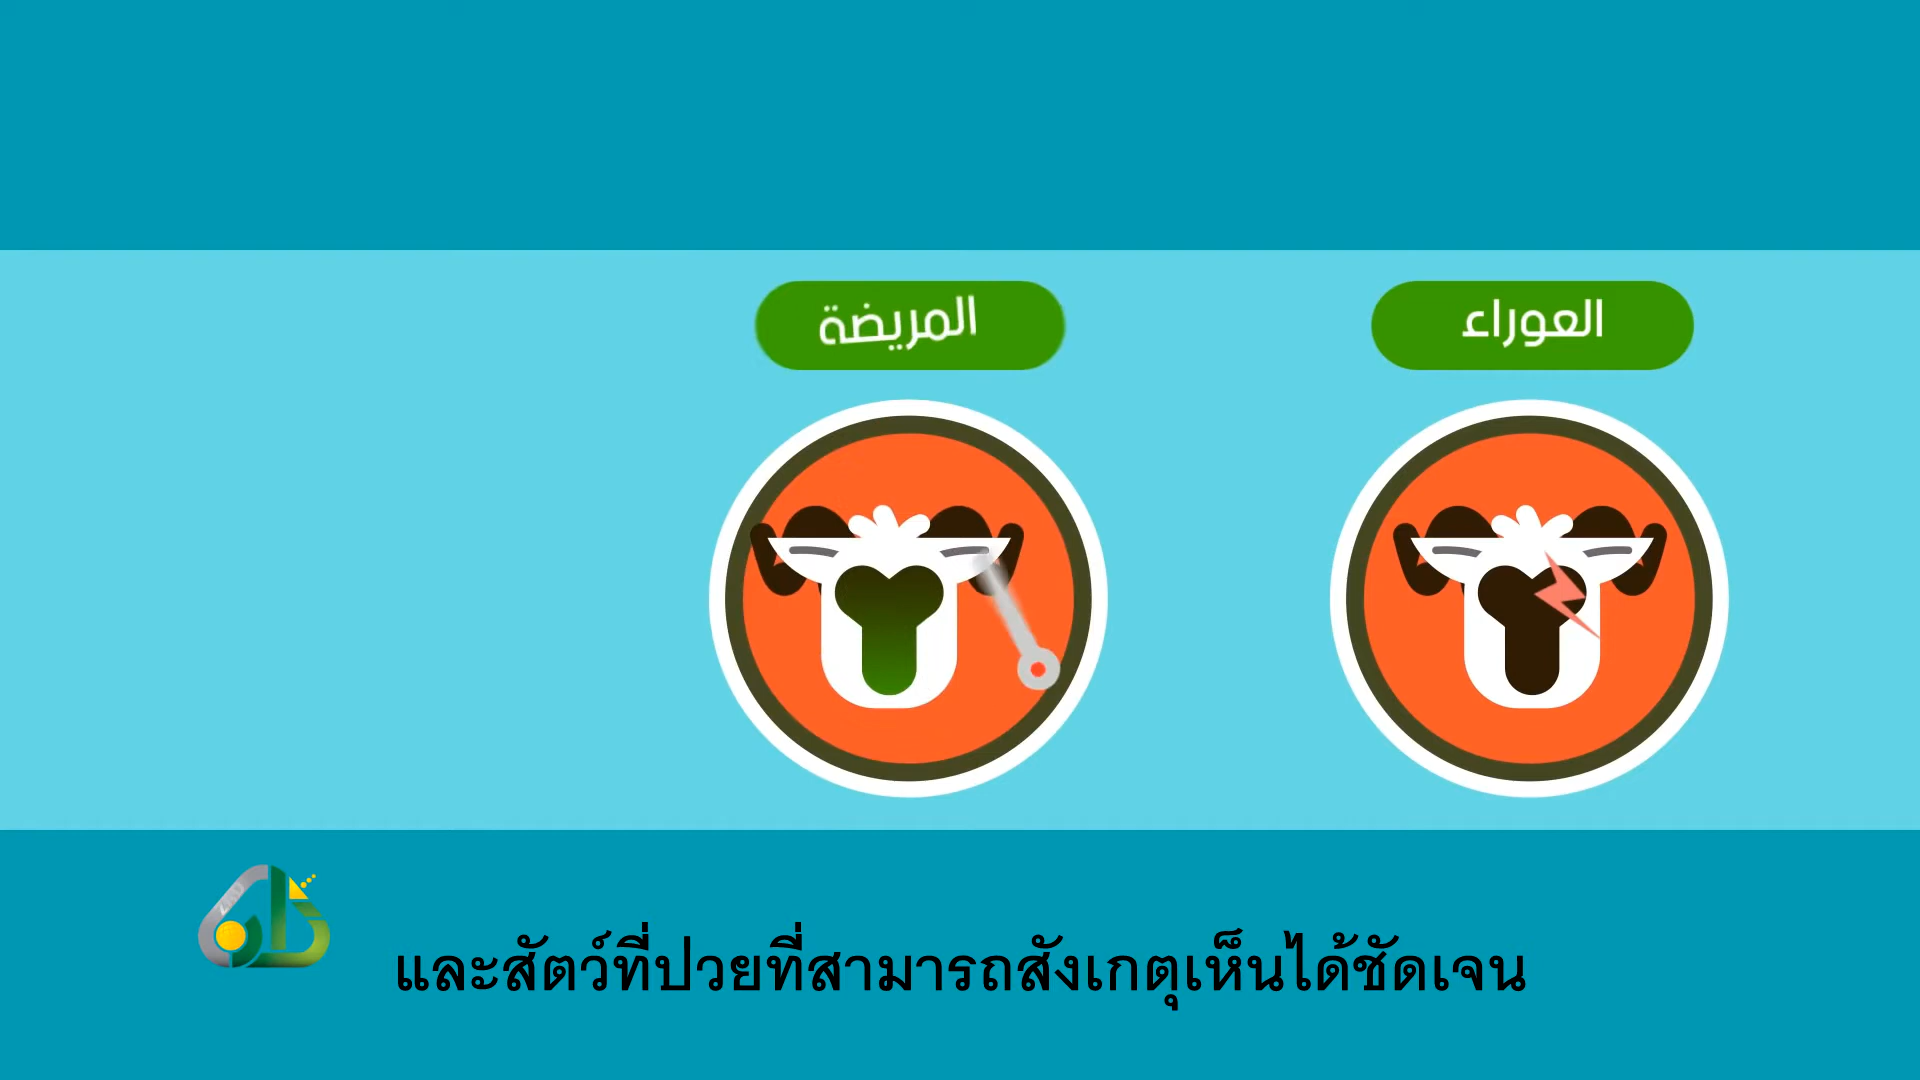 العوراء
المريضة
และสัตว์ที่ปวยที่สามารถสังเกตุเห็นได้ชัดเจน